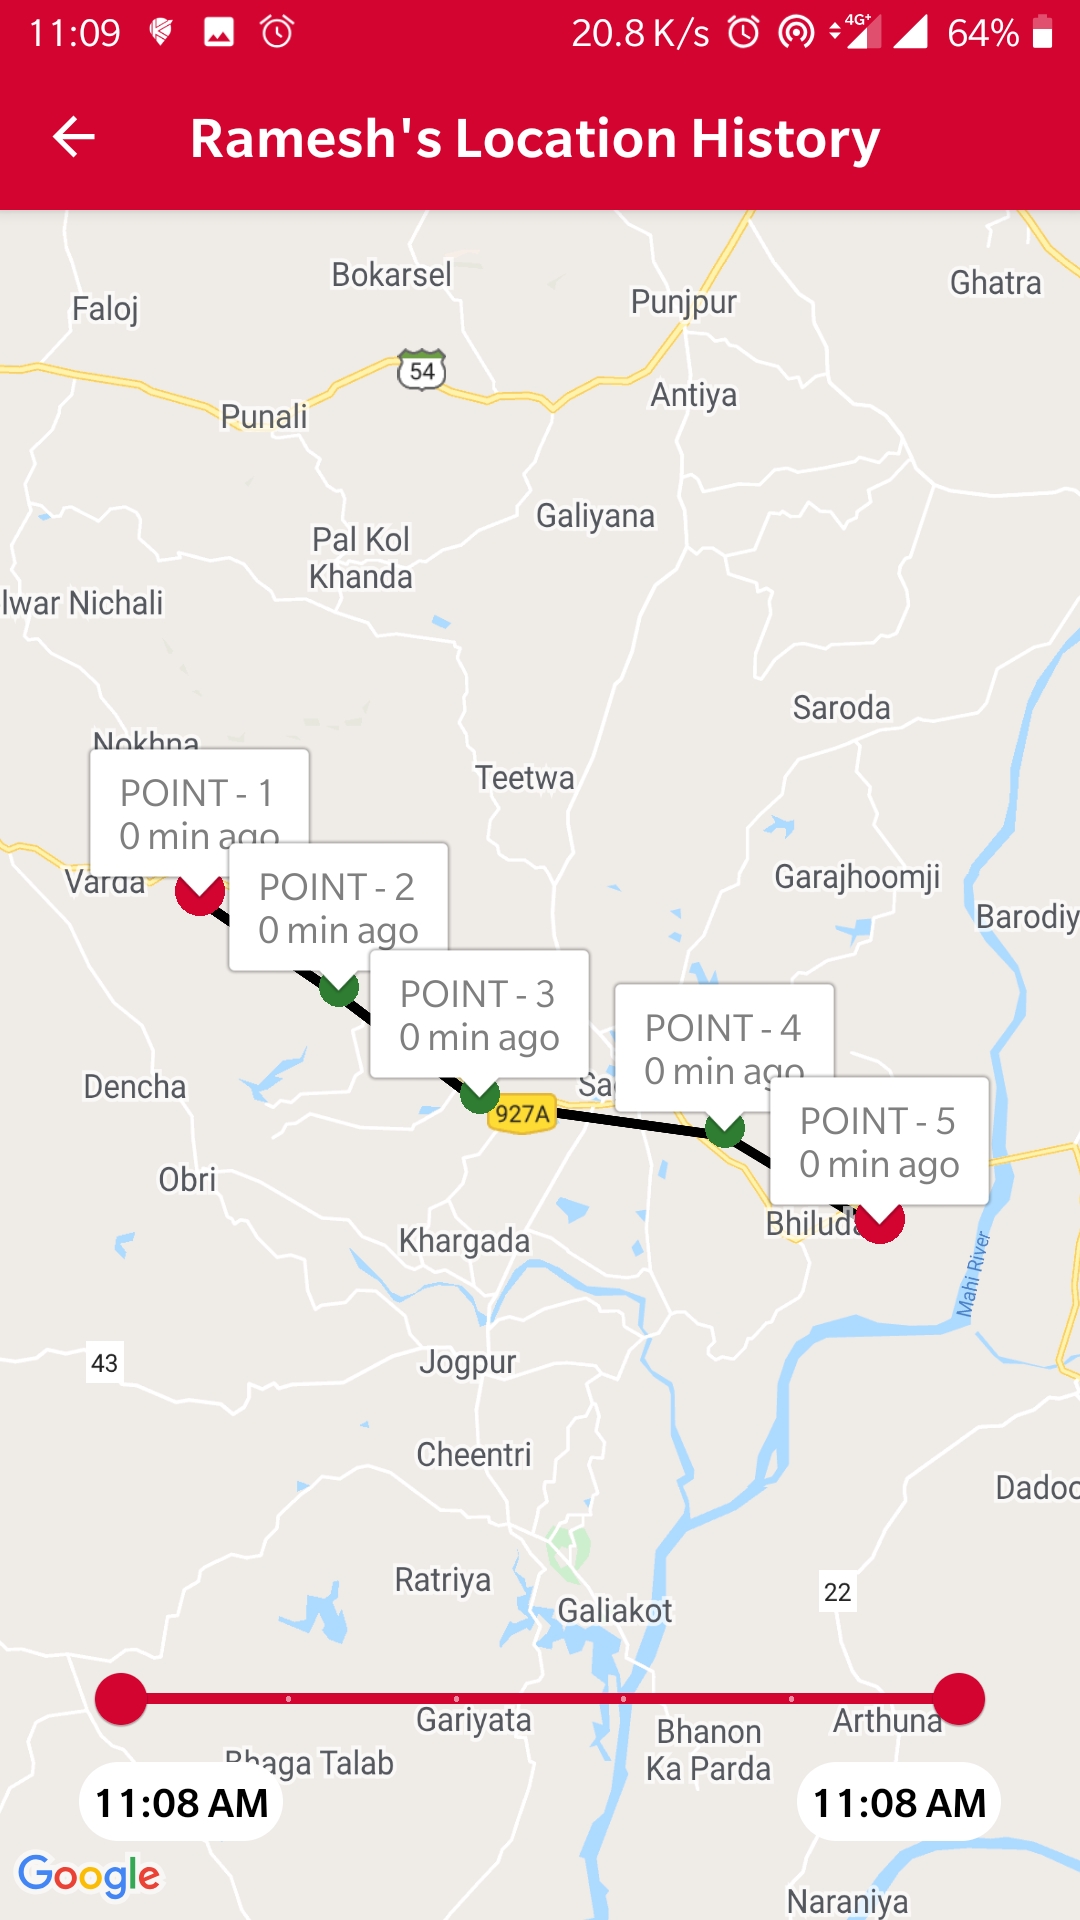 11:09
20.8 K/s
4G+
64%
Ramesh's Location History
Bokarsel
Ghatra
Punjpur
Faloj
54
Antiya
Punali
Galiyana
Pal Kol
Khanda
lwar Nichali
Saroda
Nokhna
Teetwa
POINT - 1
0 min ago
Varda
POINT - 2
0 min ago
Garajhoomji
Barodiy
POINT - 3
0 min ago
POINT - 4
0 min ago
Dencha
Sa
927A
POINT - 5
0 min ago
Obri
Bhiluda
Khargada
Mahi River
43
Jogpur
Cheentri
Dadoo
Ratriya
22
Galiakot
Gariyata
Bhanon
Ka Parda
Arthuna
Bhaga Talab
11:08 AM
11:08 AM
Google
Naraniya